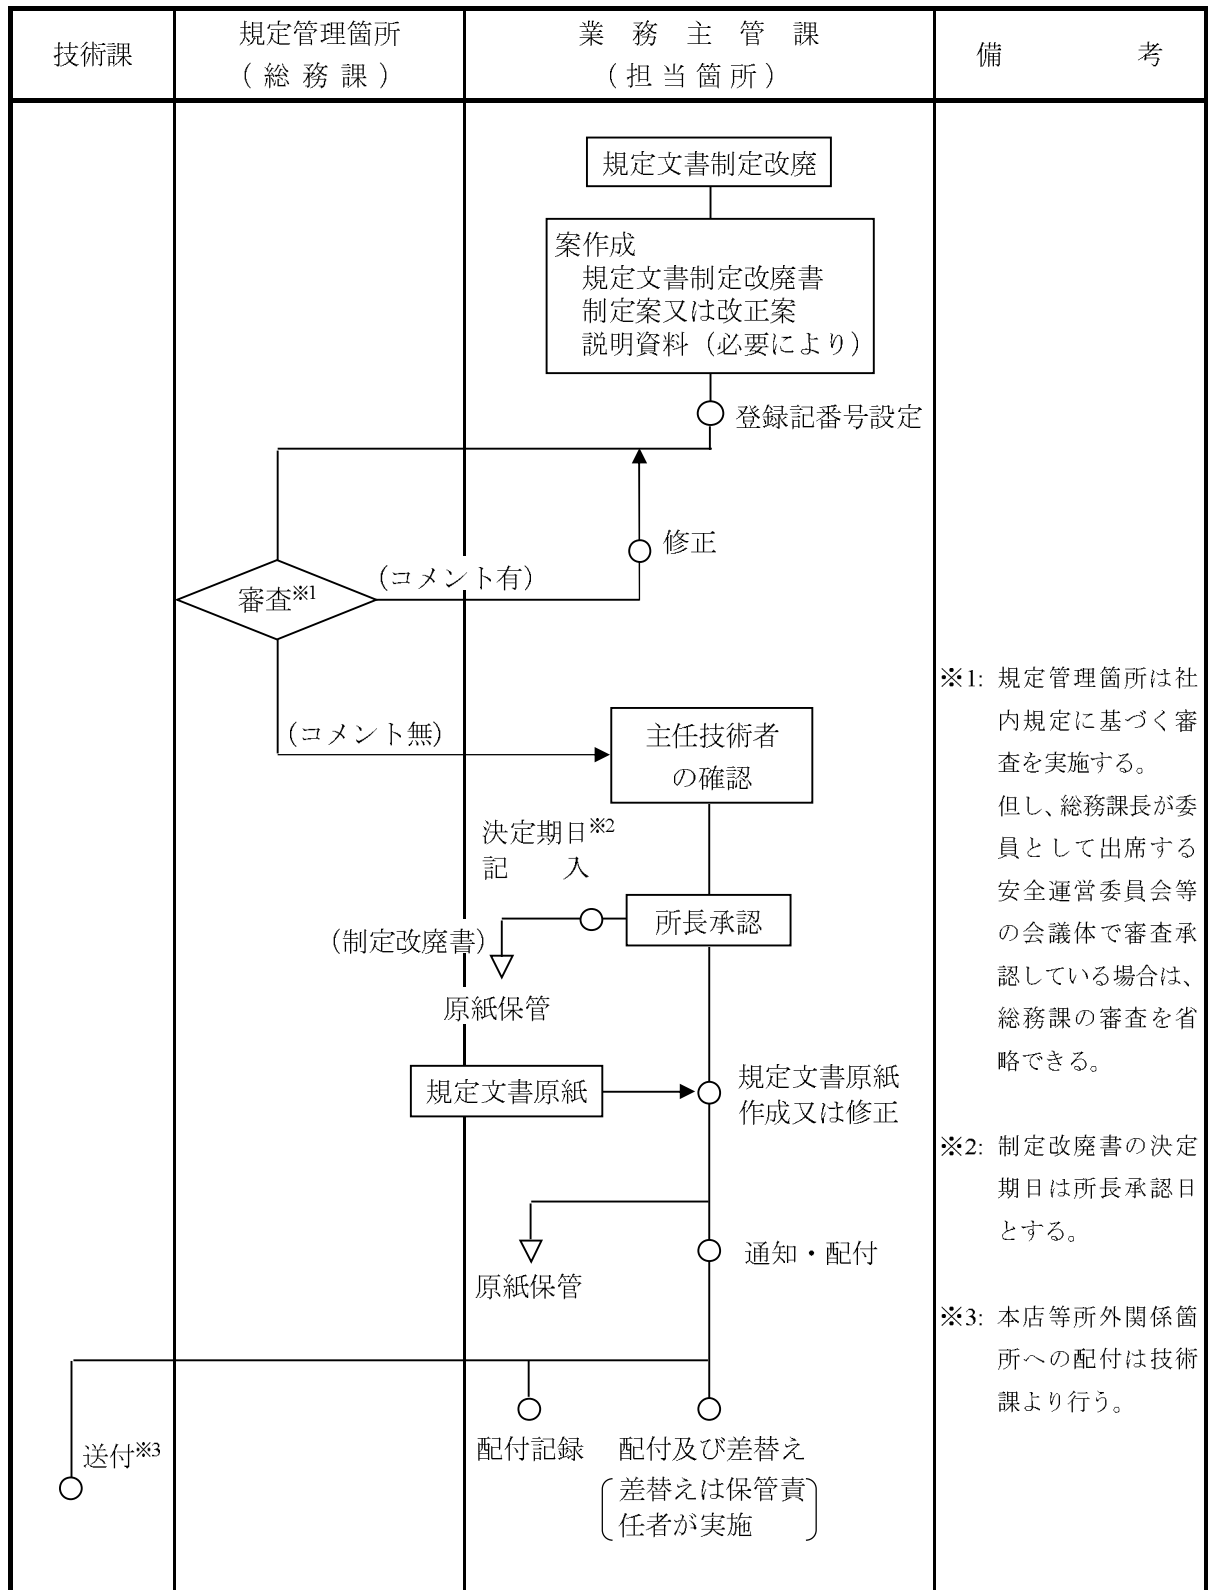 技術課
規定管理箇所
(総務課)
業務主管課
(担当箇所)
備考
規定文書制定改廃
案作成
規定文書制定改廃書
制定案又は改正案
説明資料(必要により)
登録記番号設定
修正
(コメント有)
審査※1
(コメント無)
主任技術者
の確認
決定期日※2
記入
所長承認
(制定改廃書)
原紙保管
規定文書原紙
規定文書原紙
作成又は修正
原紙保管
通知・配付
送付※3
配付記録
配付及び差替え
差替えは保管責
任者が実施
※1: 規定管理箇所は社
内規定に基づく審
査を実施する。
但し、総務課長が委
員として出席する
安全運営委員会等
の会議体で審査承
認している場合は、
総務課の審査を省
略できる。
※2: 制定改廃書の決定
期日は所長承認日
とする。
※3: 本店等所外関係箇
所への配付は技術
課より行う。